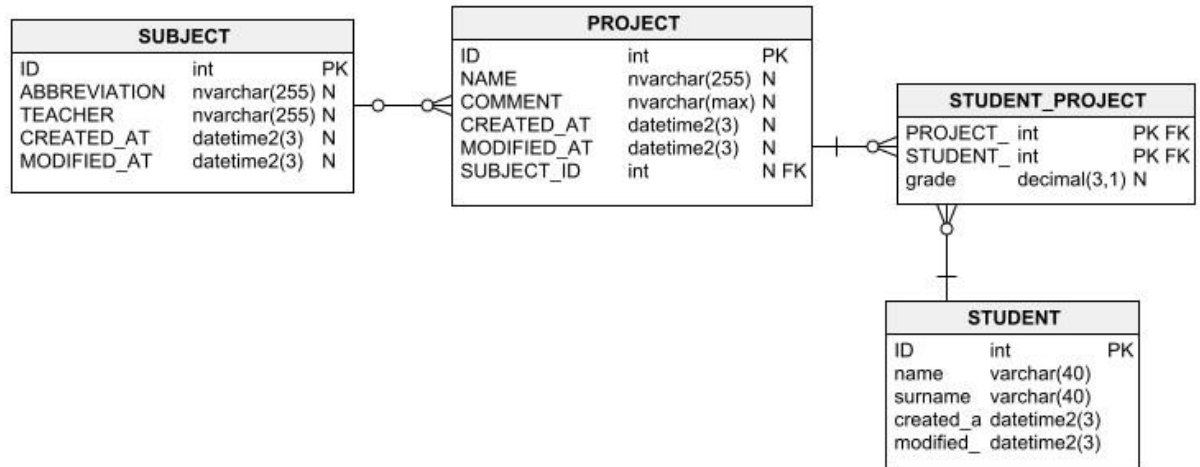 SUBJECT
ID int PK
ABBREVIATION nvarchar(255) N
TEACHER nvarchar(255) N
CREATED_AT datetime2(3) N
MODIFIED_AT datetime2(3) N
PROJECT
ID int PK
NAME nvarchar(255) N
COMMENT nvarchar(max) N
CREATED_AT datetime2(3) N
MODIFIED_AT datetime2(3) N
SUBJECT_ID int N FK
STUDENT_PROJECT
PROJECT_ int PK FK
STUDENT_ int PK FK
grade decimal(3,1) N
STUDENT
ID int PK
name varchar(40)
surname varchar(40)
created_a datetime2(3)
modified_ datetime2(3)